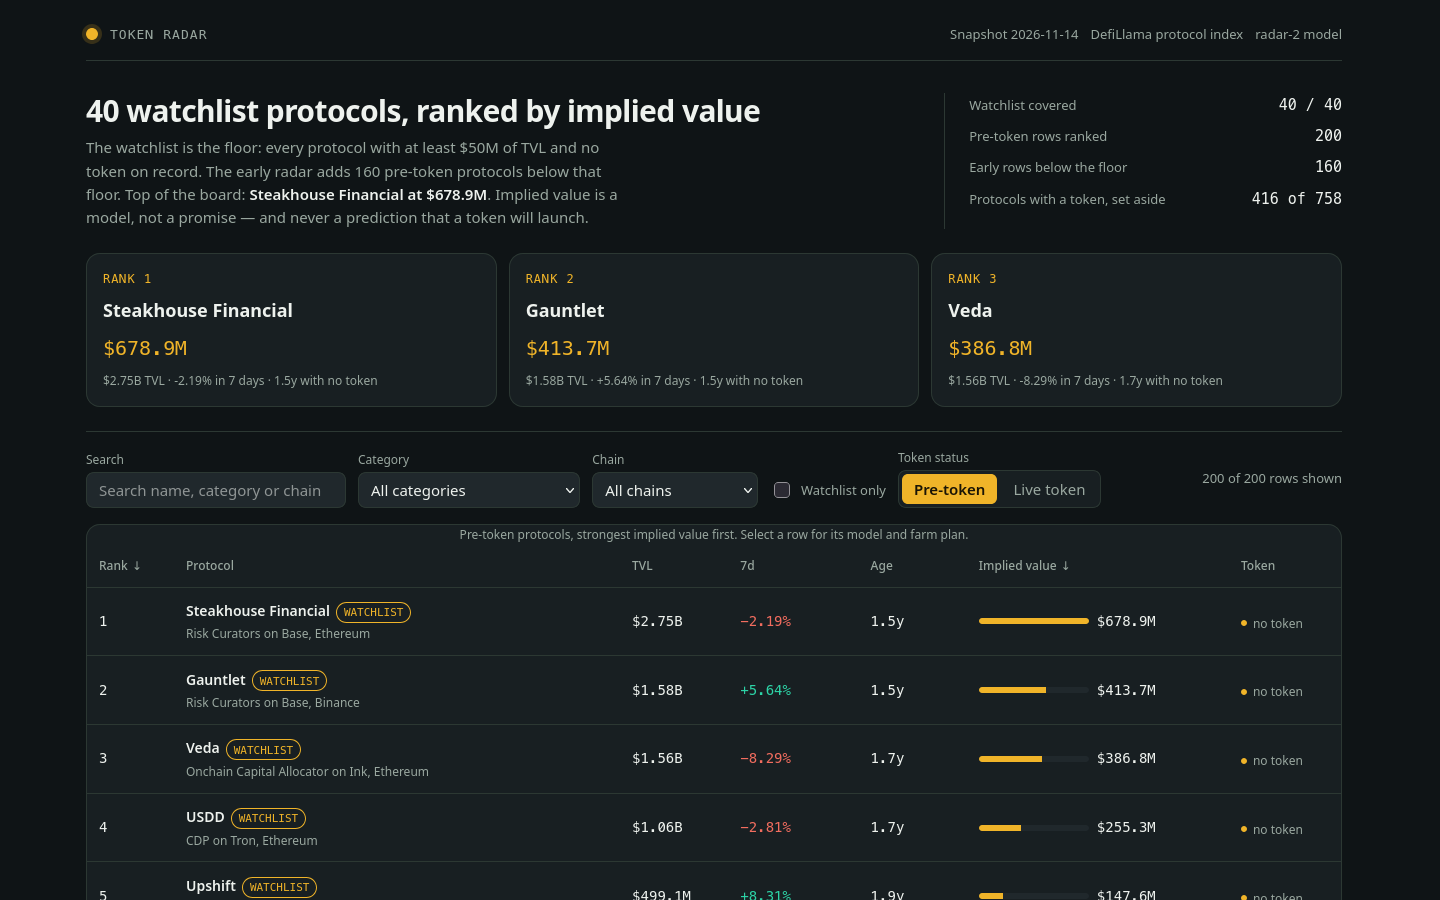 TOKEN RADAR
Snapshot 2026-11-14 DefiLlama protocol index radar-2 model
40 watchlist protocols, ranked by implied value
The watchlist is the floor: every protocol with at least $50M of TVL and no
token on record. The early radar adds 160 pre-token protocols below that
floor. Top of the board: Steakhouse Financial at $678.9M. Implied value is a
model, not a promise — and never a prediction that a token will launch.
Watchlist covered 40 / 40
Pre-token rows ranked 200
Early rows below the floor 160
Protocols with a token, set aside 416 of 758
RANK 1
Steakhouse Financial
$678.9M
$2.75B TVL · -2.19% in 7 days · 1.5y with no token
RANK 2
Gauntlet
$413.7M
$1.58B TVL · +5.64% in 7 days · 1.5y with no token
RANK 3
Veda
$386.8M
$1.56B TVL · -8.29% in 7 days · 1.7y with no token
Search
Search name, category or chain
Category
All categories
Chain
All chains
Watchlist only
Token status
Pre-token Live token
200 of 200 rows shown
Pre-token protocols, strongest implied value first. Select a row for its model and farm plan.
Rank ↓ Protocol TVL 7d Age Implied value ↓ Token
1 Steakhouse Financial WATCHLIST $2.75B −2.19% 1.5y $678.9M no token
Risk Curators on Base, Ethereum
2 Gauntlet WATCHLIST $1.58B +5.64% 1.5y $413.7M no token
Risk Curators on Base, Binance
3 Veda WATCHLIST $1.56B −8.29% 1.7y $386.8M no token
Onchain Capital Allocator on Ink, Ethereum
4 USDD WATCHLIST $1.06B −2.81% 1.7y $255.3M no token
CDP on Tron, Ethereum
5 Upshift WATCHLIST $499.1M +8.31% 1.9y $147.6M no token